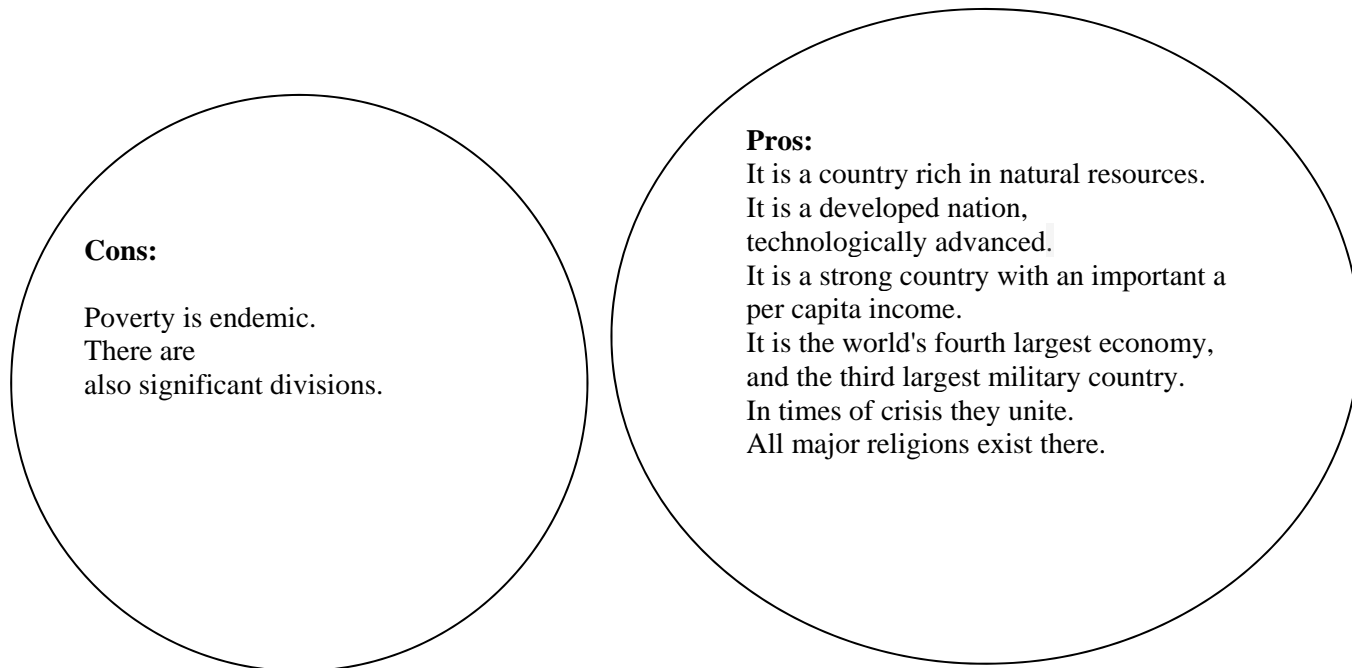 Cons:
Poverty is endemic.
There are
also significant divisions.
Pros:
It is a country rich in natural resources.
It is a developed nation,
technologically advanced.
It is a strong country with an important a
per capita income.
It is the world's fourth largest economy,
and the third largest military country.
In times of crisis they unite.
All major religions exist there.